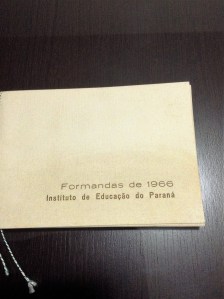 Formandas de 1966
Instituto de Educação do Paraná